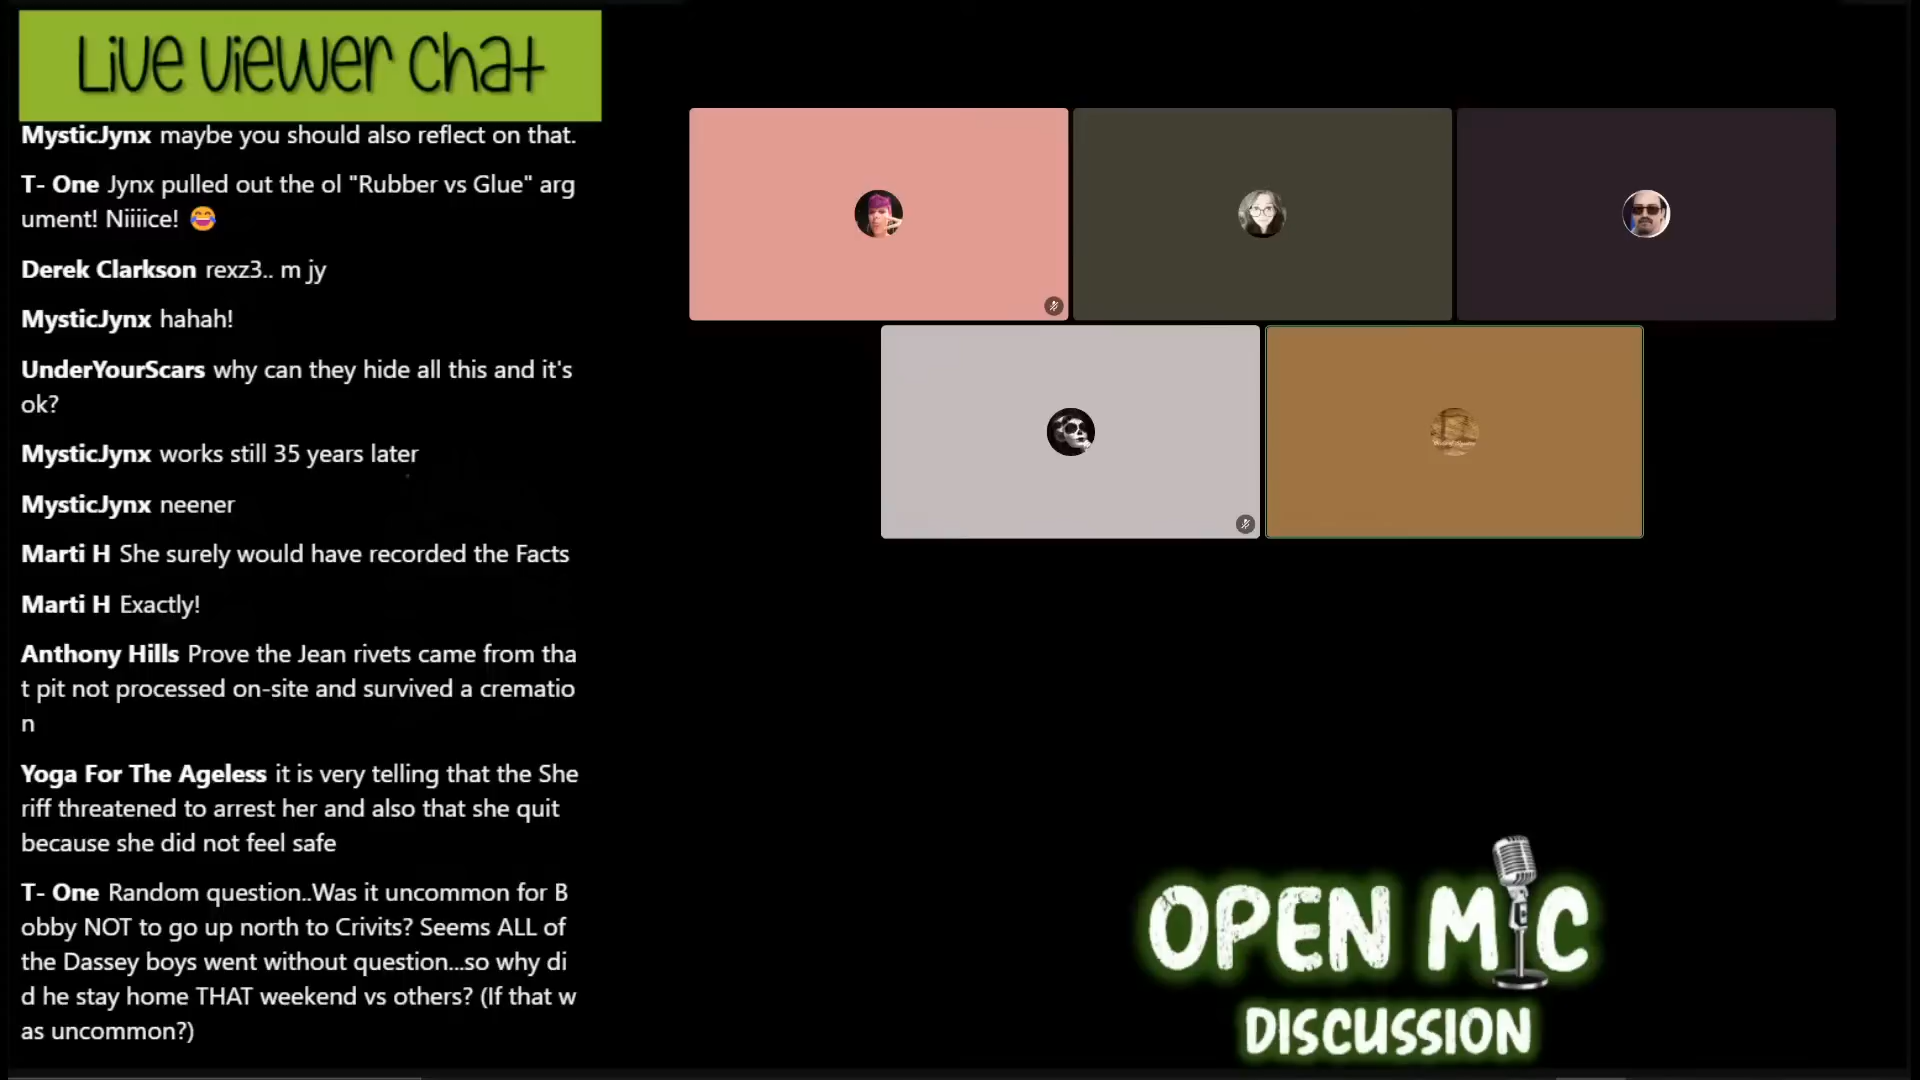 Live Viewer Chat
MysticJynx maybe you should also reflect on that.
T- One Jynx pulled out the ol "Rubber vs Glue" arg
ument! Niiiice! 😂
Derek Clarkson rexz3.. m jy
MysticJynx hahah!
UnderYourScars why can they hide all this and it's
ok?
MysticJynx works still 35 years later
MysticJynx neener
Marti H She surely would have recorded the Facts
Marti H Exactly!
Anthony Hills Prove the Jean rivets came from tha
t pit not processed on-site and survived a crematio
n
Yoga For The Ageless it is very telling that the She
riff threatened to arrest her and also that she quit
because she did not feel safe
T- One Random question..Was it uncommon for B
obby NOT to go up north to Crivits? Seems ALL of
the Dassey boys went without question...so why di
d he stay home THAT weekend vs others? (If that w
as uncommon?)
OPEN MIC
DISCUSSION